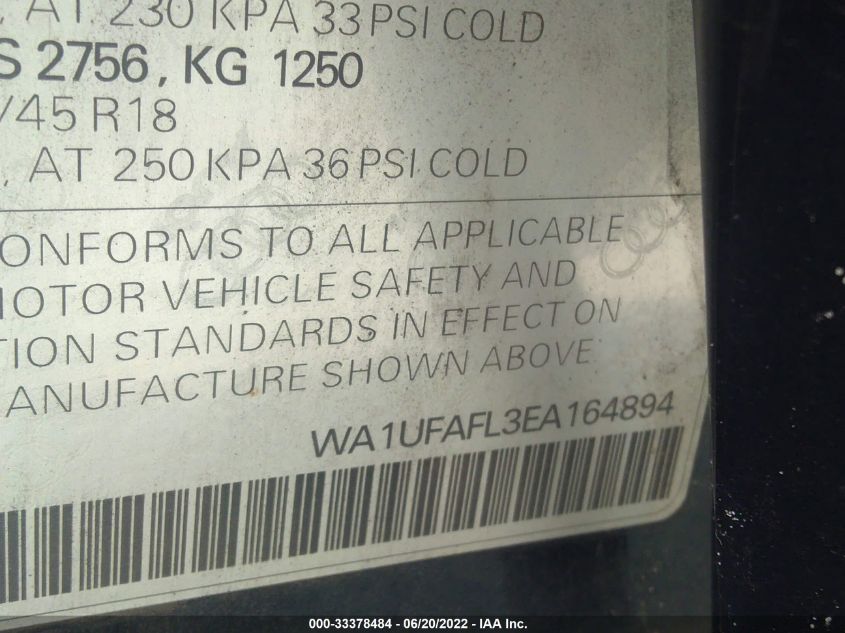 , AT 230 KPA 33 PSI COLD
S 2756, KG 1250
/45 R18
, AT 250 KPA 36 PSI COLD
ONFORMS TO ALL APPLICABLE
MOTOR VEHICLE SAFETY AND
TION STANDARDS IN EFFECT ON
ANUFACTURE SHOWN ABOVE.
WA1UFAFL3EA164894
000-33378484 - 06/20/2022 - IAA Inc.